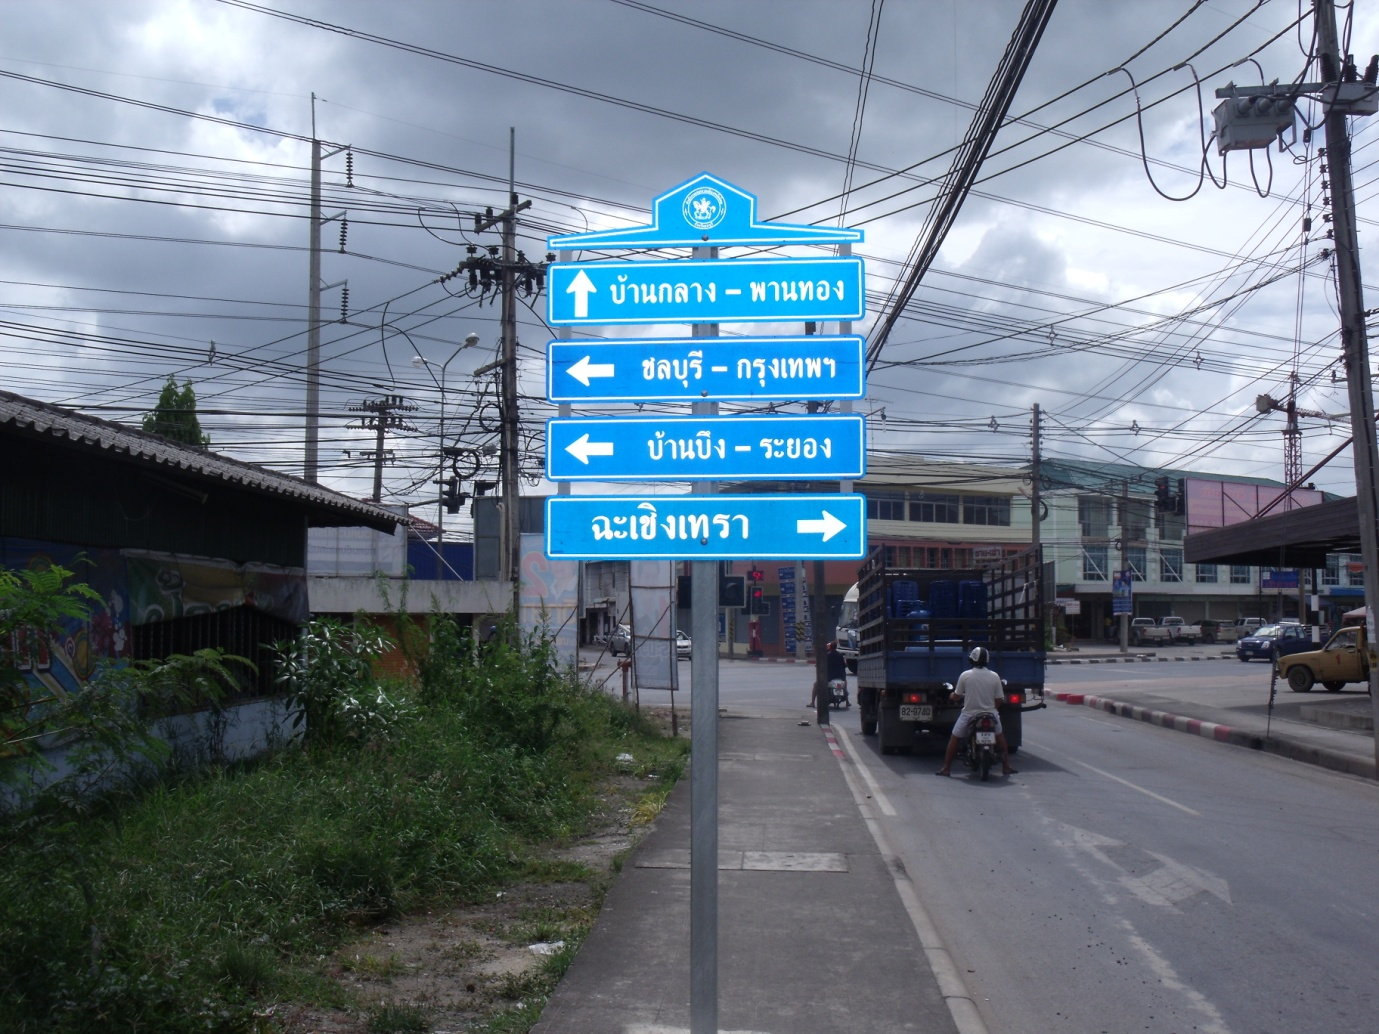 บ้านกลาง – พานทอง
ชลบุรี – กรุงเทพฯ
บ้านบึง – ระยอง
ฉะเชิงเทรา